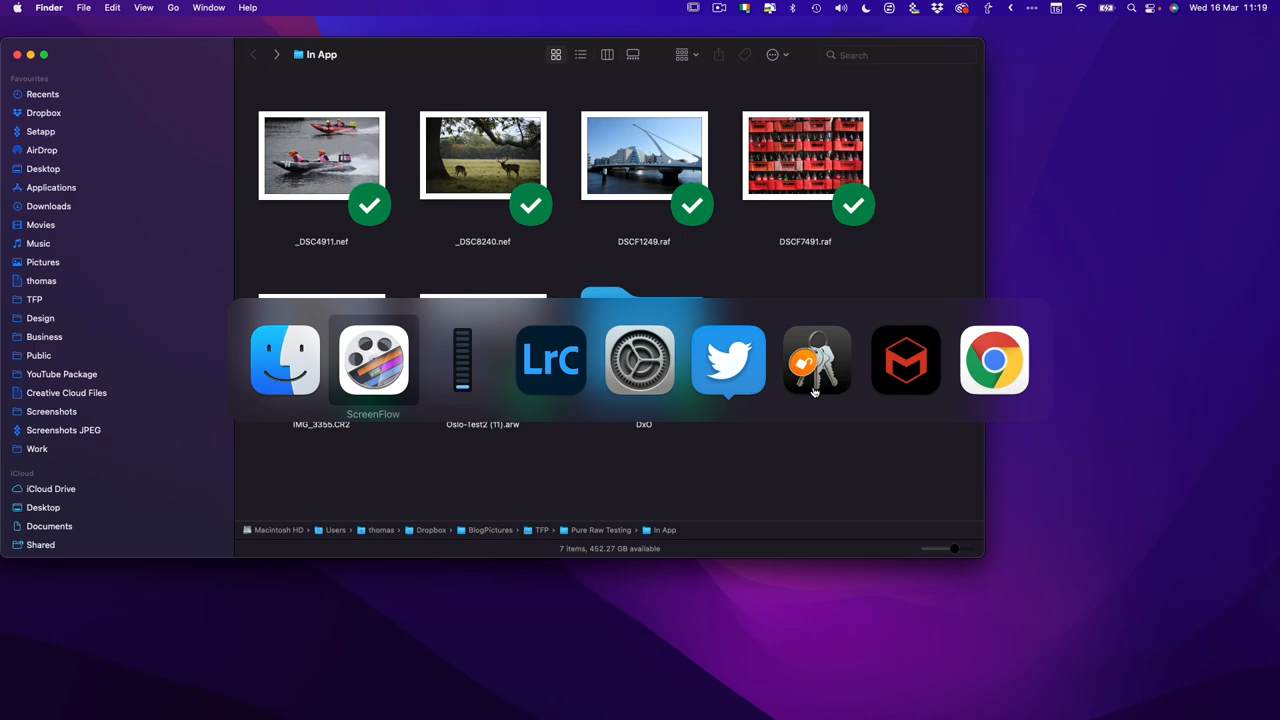 Finder File Edit View Go Window Help
16
Wed 16 Mar 11:19
In App
Search
Favourites
Recents
Dropbox
Setapp
AirDrop
Desktop
Applications
Downloads
Movies
Music
Pictures
thomas
TFP
Design
Business
Public
Television Package
Creative Cloud Files
Screenshots
Screenshots JPEG
Work
iCloud
iCloud Drive
Desktop
Documents
Shared
_DSC4911.nef
_DSC8240.nef
DSCF1249.raf
DSCF7491.raf
LrC
ScreenFlow
IMG_3355.CR2
Oslo-Test2 (11).arw
DxO
Macintosh HD › Users › thomas › Dropbox › BlogPictures › TFP › Pure Raw Testing › In App
7 items, 452.27 GB available